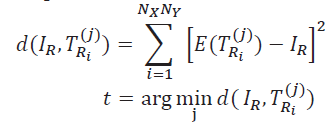 d(I_R, T_{R_i}^{(j)}) = \sum_{i=1}^{N_X N_Y} [E(T_{R_i}^{(j)}) − I_R]^2
t = arg min_j d( I_R, T_{R_i}^{(j)})